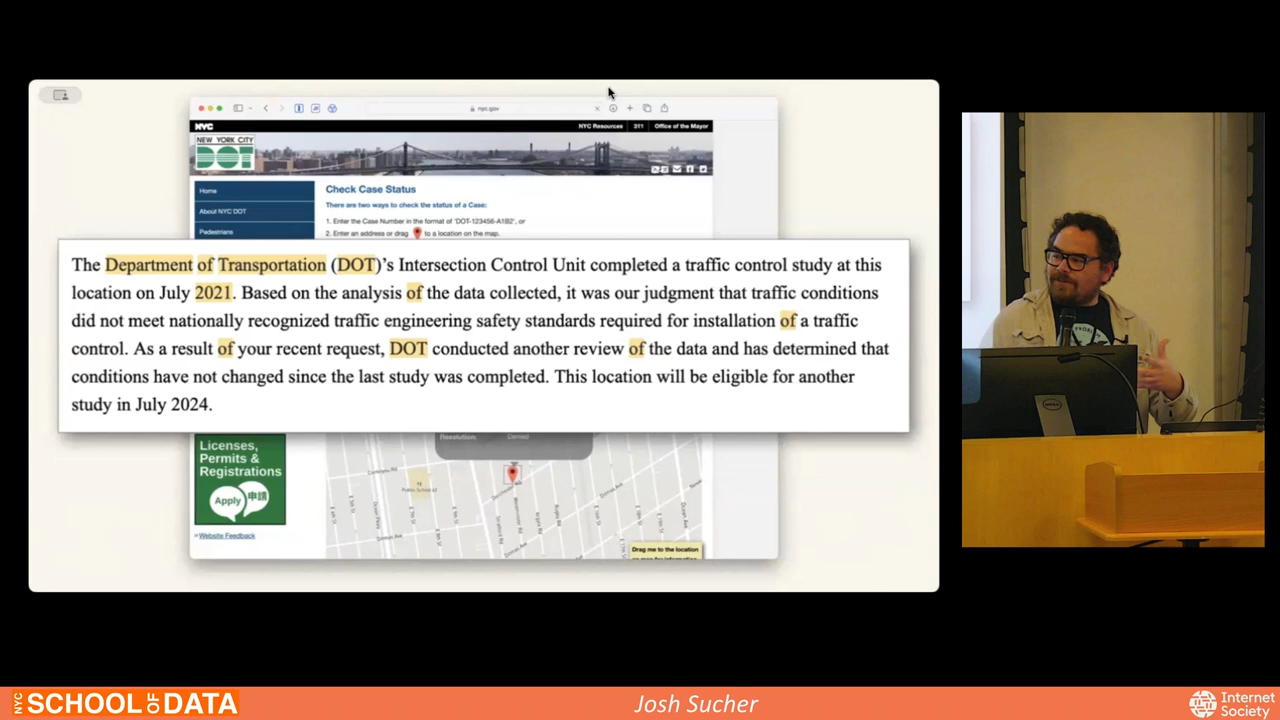 nyc.gov
NYC
NYC Resources
311
Office of the Mayor
NEW YORK CITY
DOT
Home
About NYC DOT
Pedestrians
Check Case Status
There are two ways to check the status of a Case:
1. Enter the Case Number in the format of 'DOT-123456-A1B2', or
2. Enter an address or drag to a location on the map.
The Department of Transportation (DOT)'s Intersection Control Unit completed a traffic control study at this
location on July 2021. Based on the analysis of the data collected, it was our judgment that traffic conditions
did not meet nationally recognized traffic engineering safety standards required for installation of a traffic
control. As a result of your recent request, DOT conducted another review of the data and has determined that
conditions have not changed since the last study was completed. This location will be eligible for another
study in July 2024.
Resolution: Denied
Licenses,
Permits &
Registrations
Apply
申請
Website Feedback
Drag me to the location
DELL
NYC SCHOOL OF DATA
Josh Sucher
Internet
Society